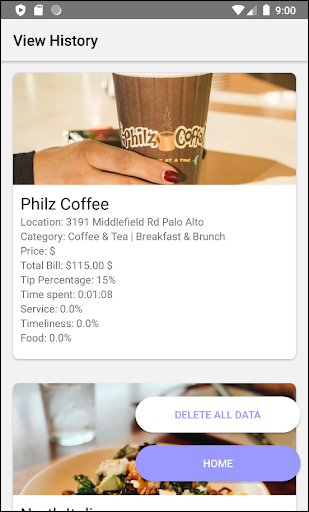 9:00
View History
Philz Coffee
Philz Coffee
Location: 3191 Middlefield Rd Palo Alto
Category: Coffee & Tea | Breakfast & Brunch
Price: $
Total Bill: $115.00 $
Tip Percentage: 15%
Time spent: 0:01:08
Service: 0.0%
Timeliness: 0.0%
Food: 0.0%
DELETE ALL DATA
HOME